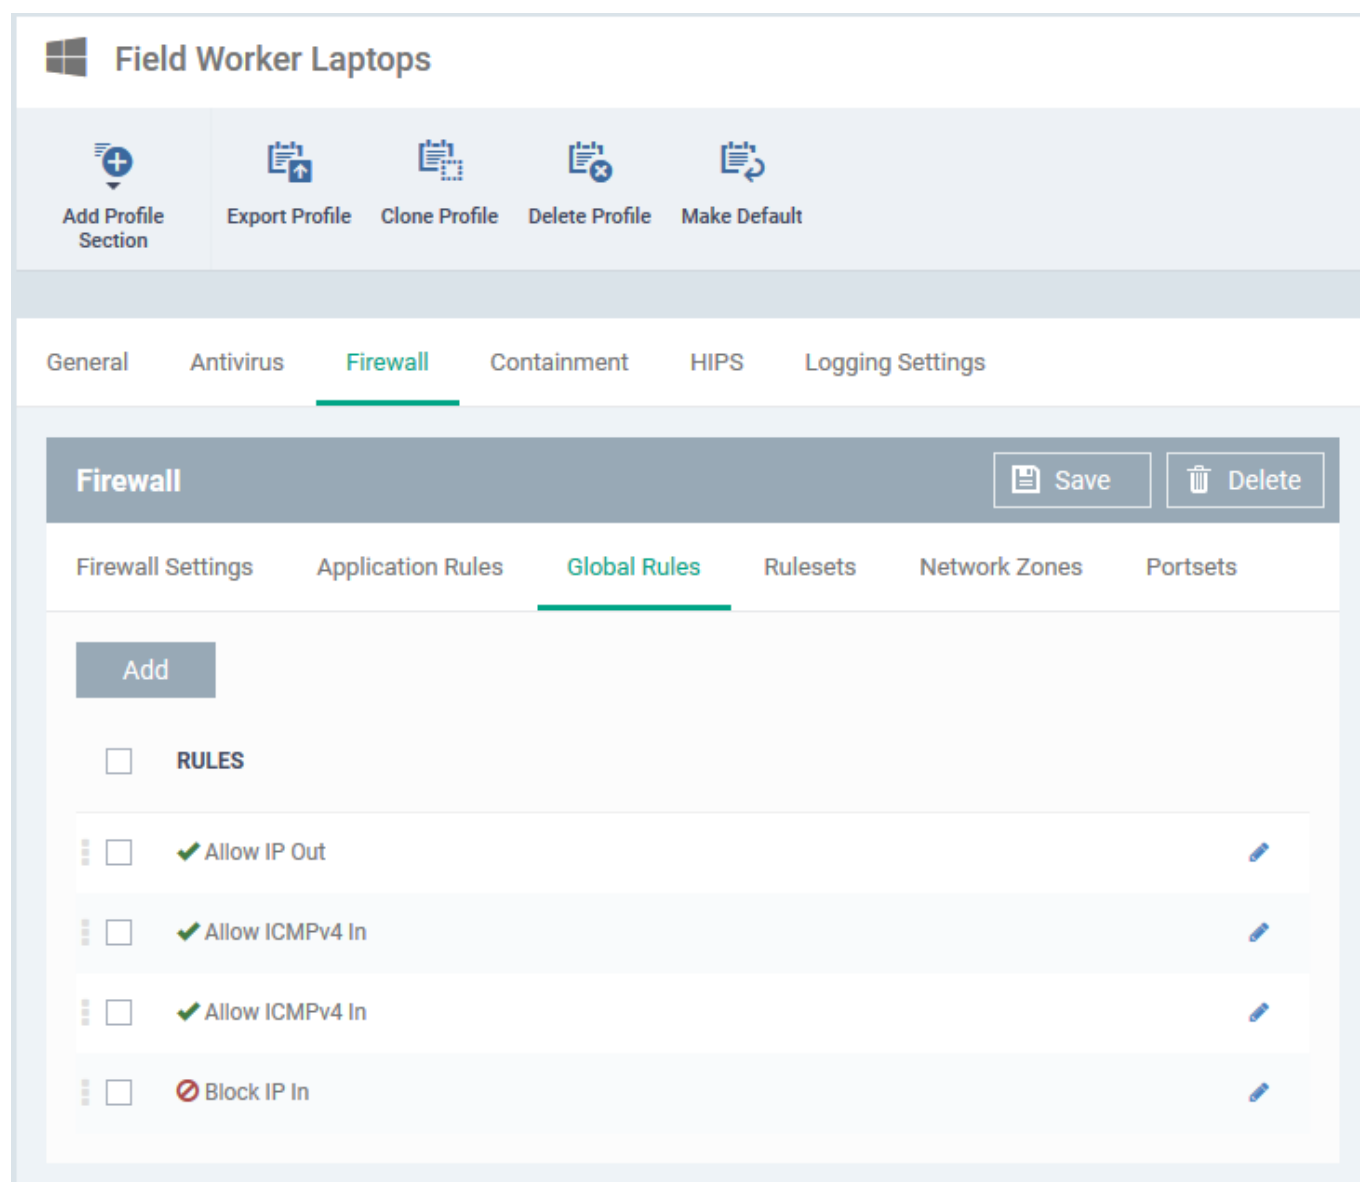 Field Worker Laptops
Add Profile
Section
Export Profile
Clone Profile
Delete Profile
Make Default
General Antivirus Firewall Containment HIPS Logging Settings
Firewall
Save
Delete
Firewall Settings Application Rules Global Rules Rulesets Network Zones Portsets
Add
RULES
Allow IP Out
Allow ICMPv4 In
Allow ICMPv4 In
Block IP In